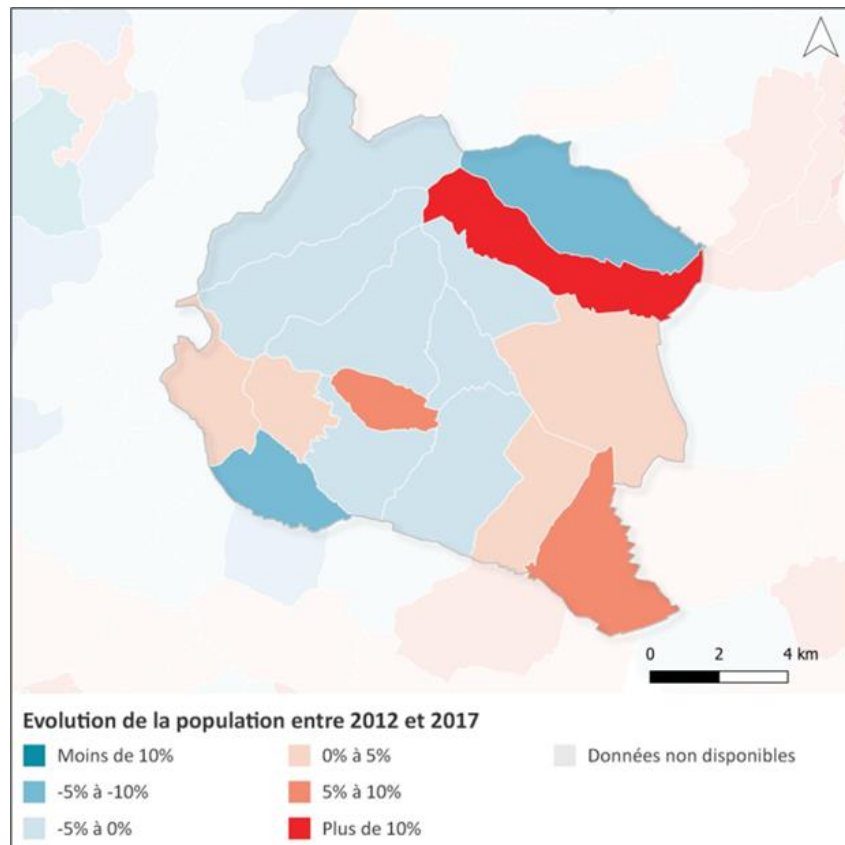 0 2 4 km
Evolution de la population entre 2012 et 2017
Moins de 10%
-5% à -10%
-5% à 0%
0% à 5%
5% à 10%
Plus de 10%
Données non disponibles